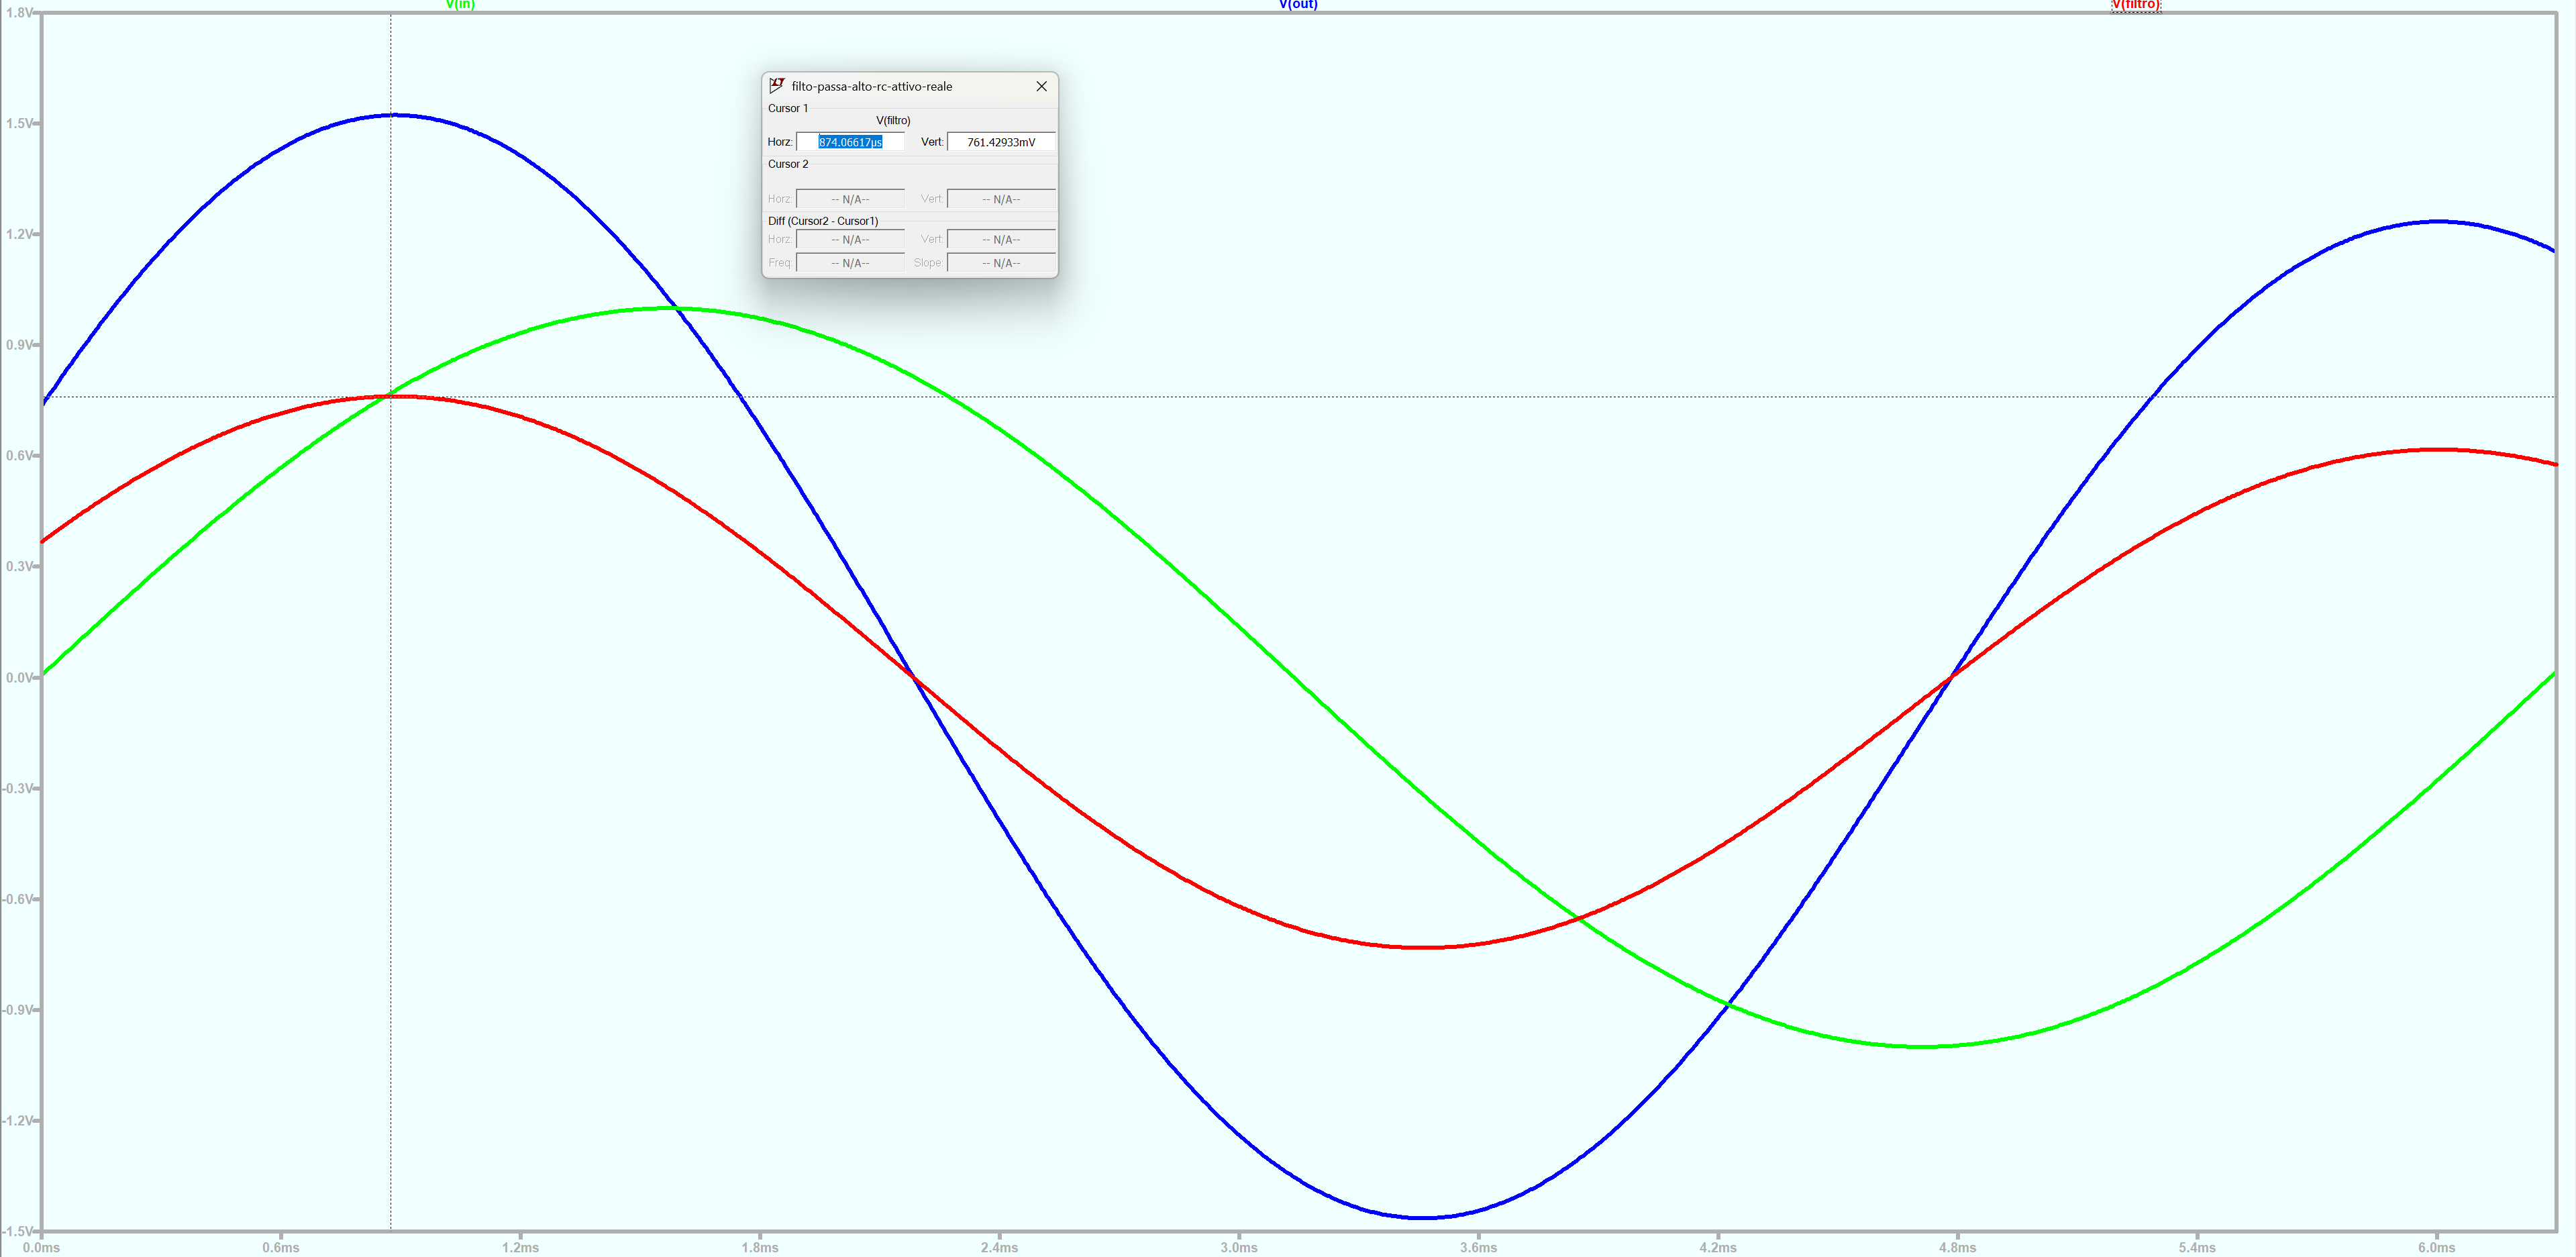 V(in) V(out) V(filtro)
1.8V
1.5V
1.2V
0.9V
0.6V
0.3V
0.0V
-0.3V
-0.6V
-0.9V
-1.2V
-1.5V
filto-passa-alto-rc-attivo-reale
Cursor 1
V(filtro)
Horz: 874.06617µs Vert: 761.42933mV
Cursor 2
Horz: -- N/A-- Vert: -- N/A--
Diff (Cursor2 - Cursor1)
Horz: -- N/A-- Vert: -- N/A--
Freq: -- N/A-- Slope: -- N/A--
0.0ms 0.6ms 1.2ms 1.8ms 2.4ms 3.0ms 3.6ms 4.2ms 4.8ms 5.4ms 6.0ms